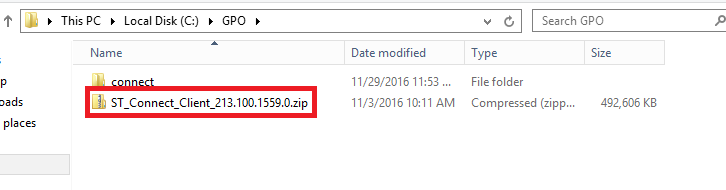 This PC
Local Disk (C:)
GPO
Search GPO
Name
Date modified
Type
Size
connect
11/29/2016 11:53 ...
File folder
ST_Connect_Client_213.100.1559.0.zip
11/3/2016 10:11 AM
Compressed (zipp...
492,606 KB
p
oads
places